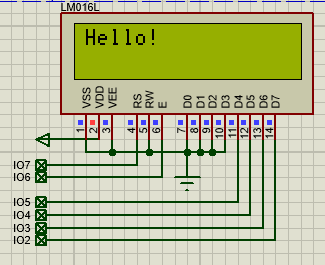 LM016L
Hello!
VSS VDD VEE RS RW E D0 D1 D2 D3 D4 D5 D6 D7
1 2 3 4 5 6 7 8 9 10 11 12 13 14
IO7
IO6
IO5
IO4
IO3
IO2